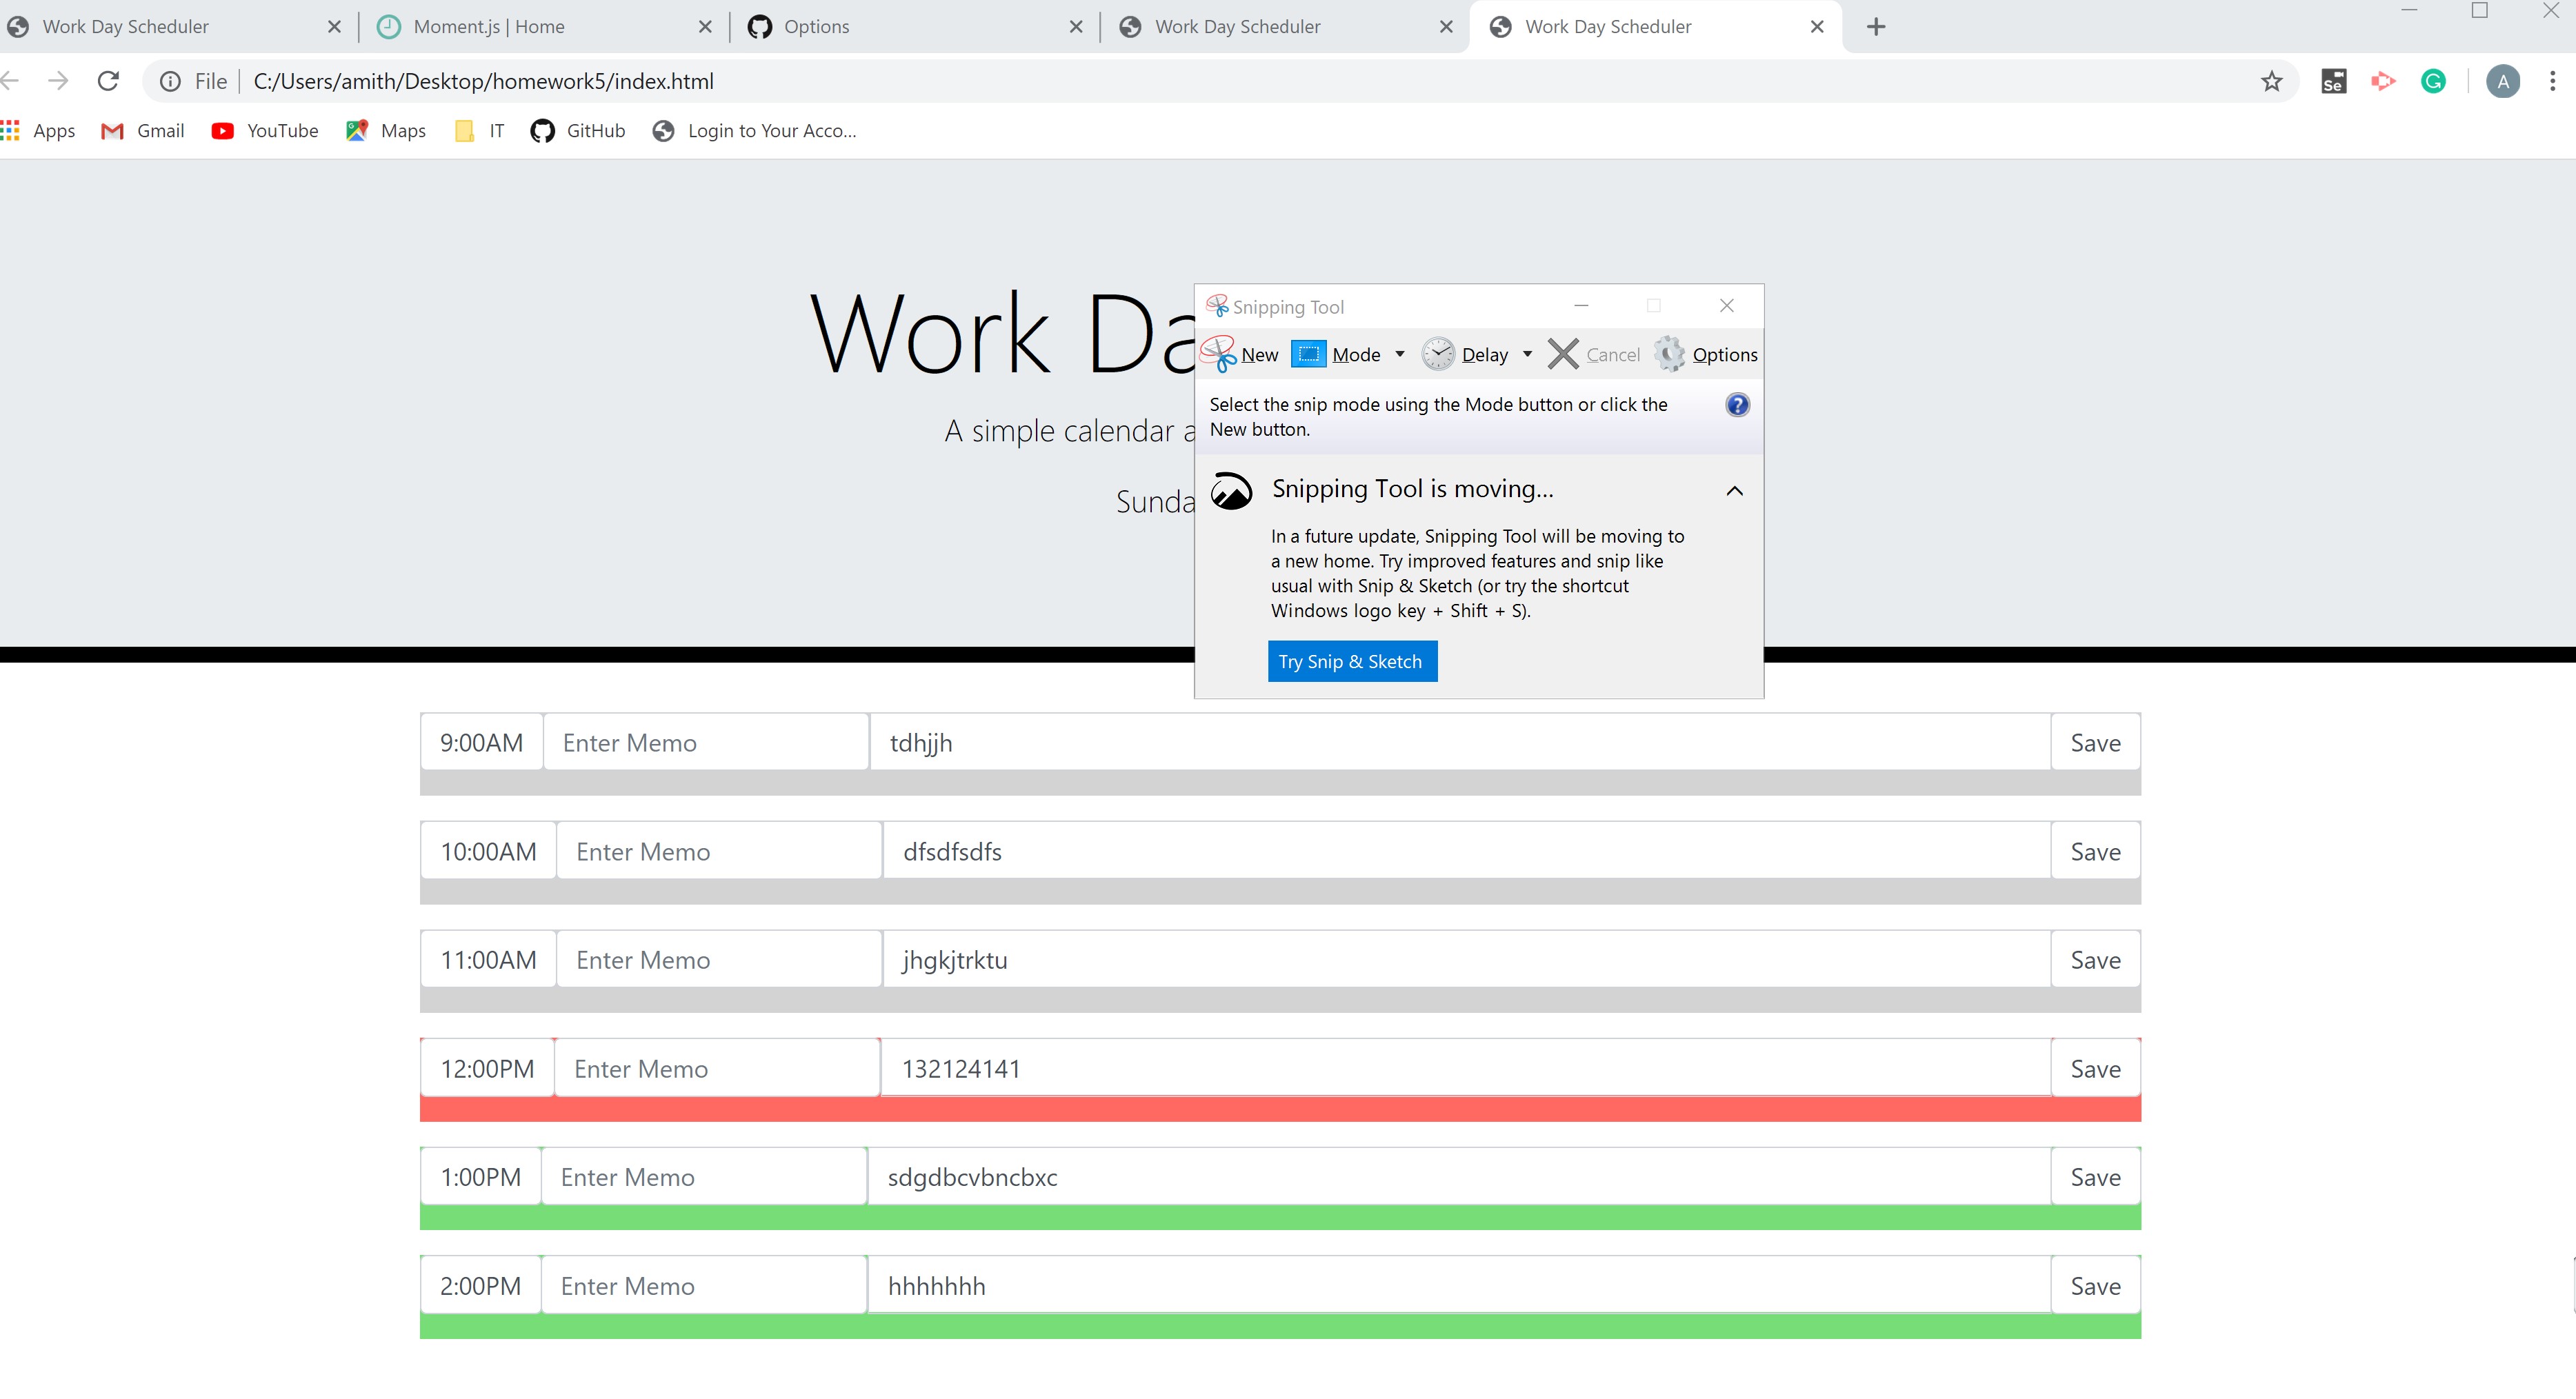 Work Day Scheduler
Moment.js | Home
Options
Work Day Scheduler
Work Day Scheduler
File
C:/Users/amith/Desktop/homework5/index.html
Se
G
A
Apps
Gmail
YouTube
Maps
IT
GitHub
Login to Your Acco...
Work Da
A simple calendar a
Sunda
Snipping Tool
New
Mode
Delay
Cancel
Options
Select the snip mode using the Mode button or click the
New button.
?
Snipping Tool is moving...
In a future update, Snipping Tool will be moving to
a new home. Try improved features and snip like
usual with Snip & Sketch (or try the shortcut
Windows logo key + Shift + S).
Try Snip & Sketch
9:00AM Enter Memo tdhjjh Save
10:00AM Enter Memo dfsdfsdfs Save
11:00AM Enter Memo jhgkjtrktu Save
12:00PM Enter Memo 132124141 Save
1:00PM Enter Memo sdgdbcvbncbxc Save
2:00PM Enter Memo hhhhhhh Save